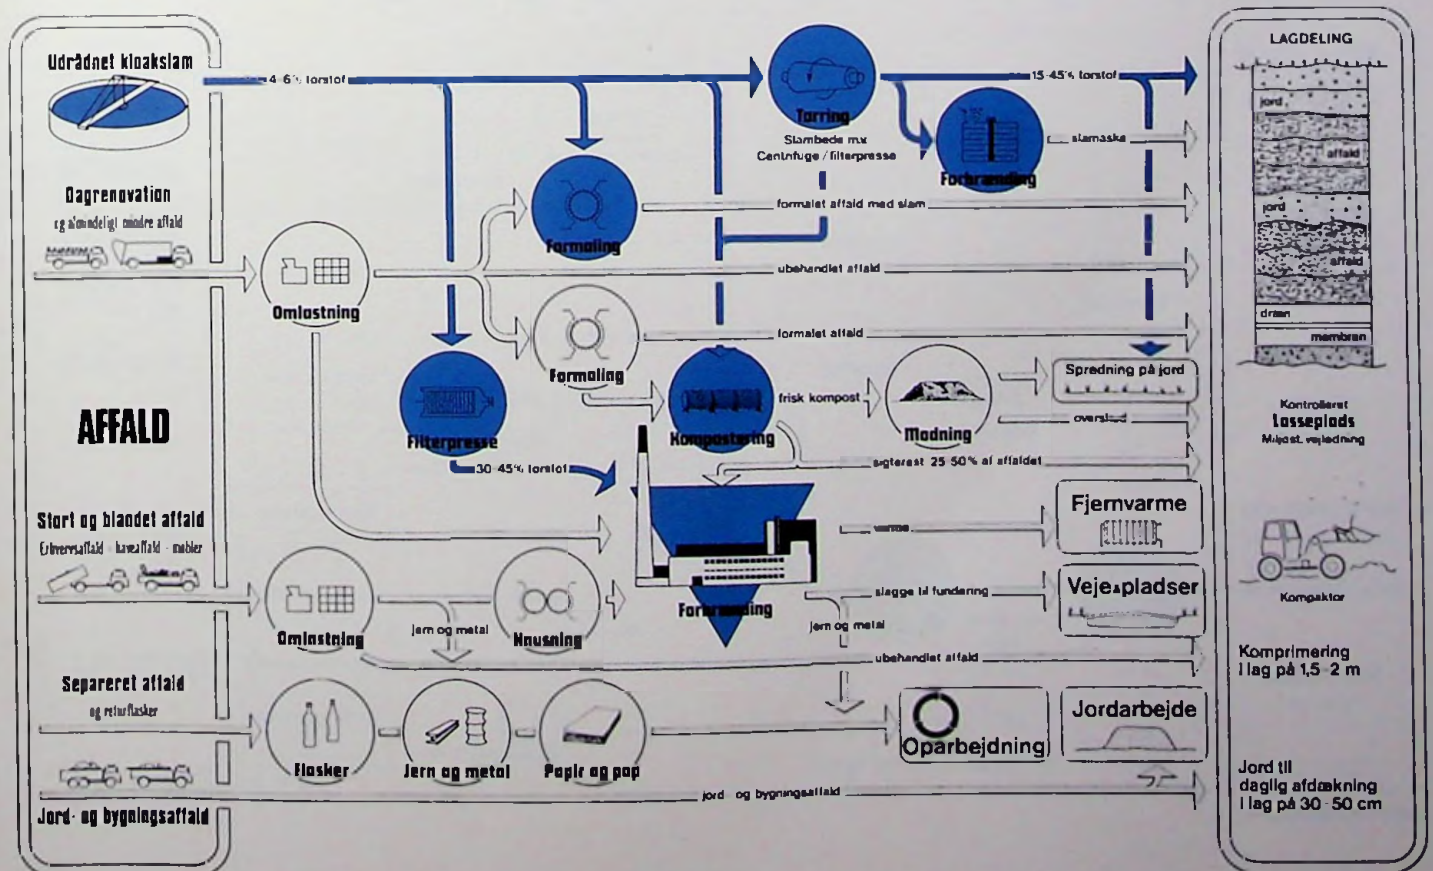 Udrådnet kloakslam
4-6% tørstof
15-45% tørstof
Tørring
Slambede m.v.
Centrifuge / filterpresse
Forbrænding
slamaske
Dagrenovation
og almindeligt mindre affald
Formaling
formalet affald med slam
Omlastning
ubehandlet affald
Formaling
formalet affald
Filterpresse
30-45% tørstof
Kompostering
frisk kompost
Modning
Spredning på jord
overskud
sigterest 25-50% af affaldet
AFFALD
Stort og blandet affald
Erhvervsaffald - haveaffald - møbler
Omlastning
jern og metal
Knusning
Forbrænding
varme
Fjernvarme
slagge til fundering
Veje & pladser
jern og metal
ubehandlet affald
Separeret affald
og returflasker
Flasker
Jern og metal
Papir og pap
Oparbejdning
Jordarbejde
Jord- og bygningsaffald
jord- og bygningsaffald
LAGDELING
jord
affald
jord
affald
dræn
membran
Kontrolleret
Losseplads
Miljøst. vejledning
Kompaktor
Komprimering
i lag på 1,5-2 m
Jord til
daglig afdækning
i lag på 30-50 cm